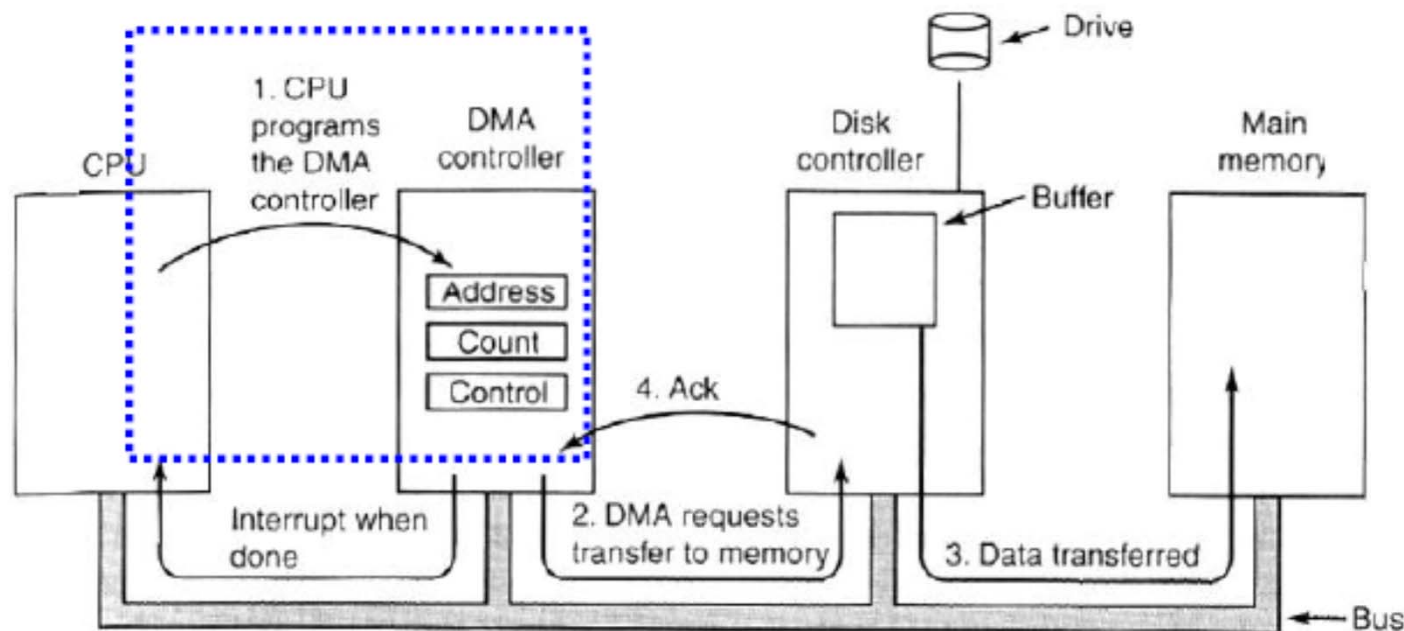 Drive
1. CPU
programs
the DMA
controller
CPU
DMA
controller
Disk
controller
Main
memory
Buffer
Address
Count
Control
4. Ack
Interrupt when
done
2. DMA requests
transfer to memory
3. Data transferred
Bus